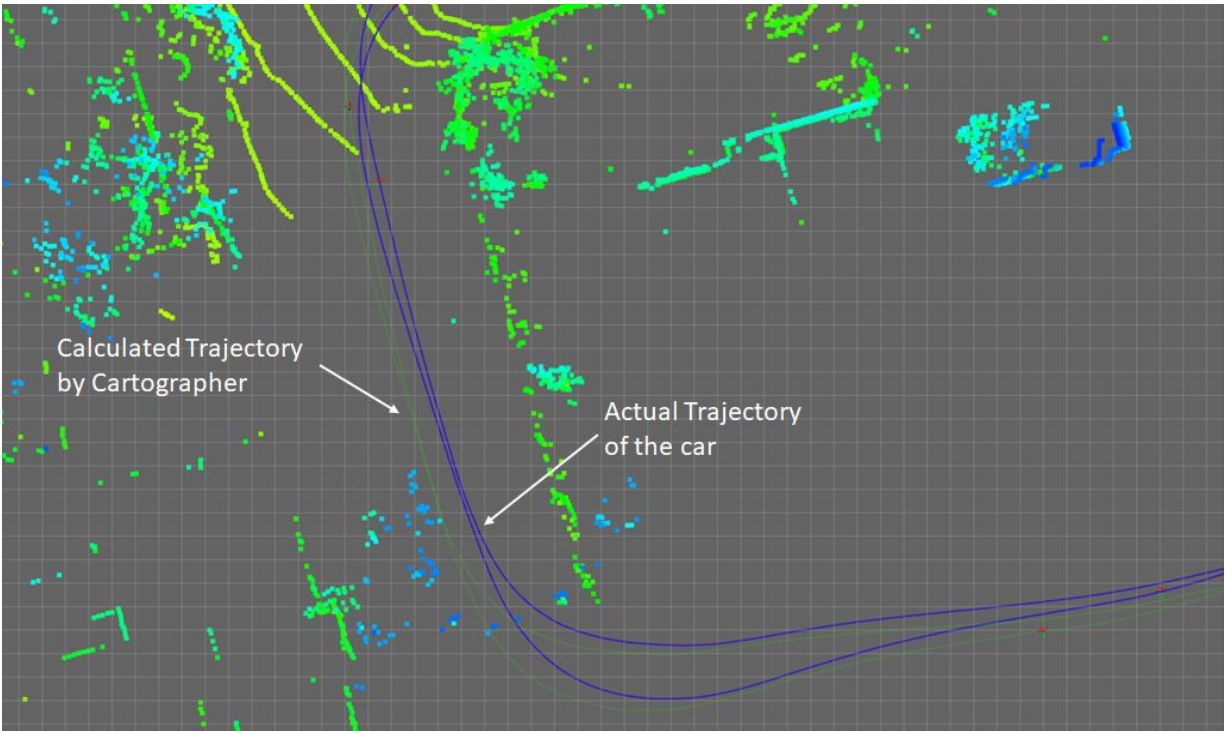 Calculated Trajectory
by Cartographer
Actual Trajectory
of the car